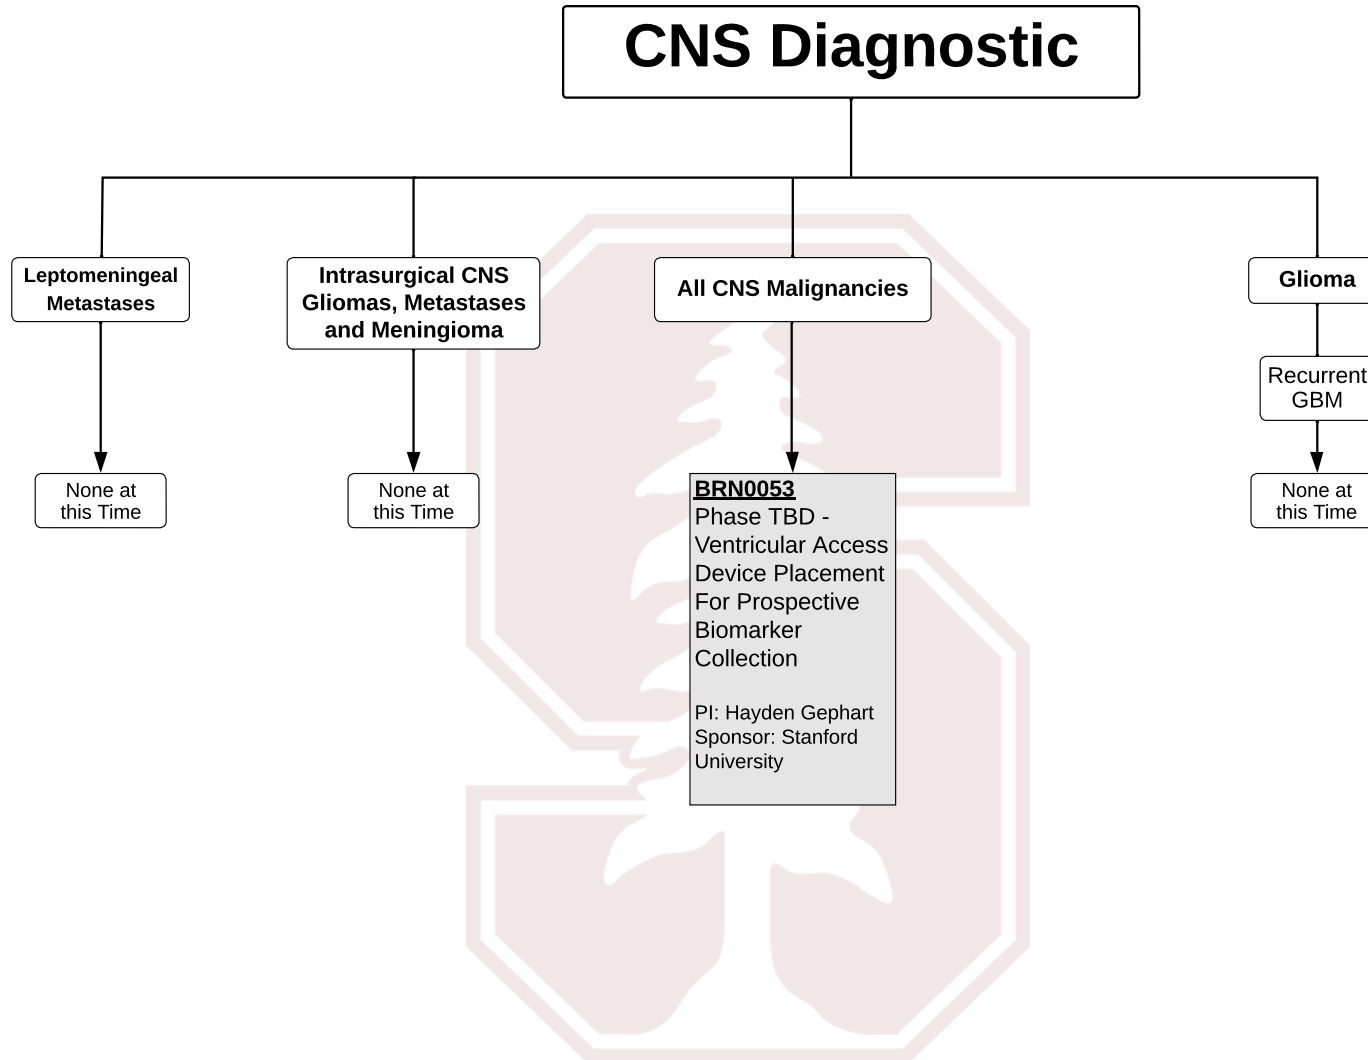 CNS Diagnostic
Leptomeningeal
Metastases
None at
this Time
Intrasurgical CNS
Gliomas, Metastases
and Meningioma
None at
this Time
All CNS Malignancies
BRN0053
Phase TBD -
Ventricular Access
Device Placement
For Prospective
Biomarker
Collection
PI: Hayden Gephart
Sponsor: Stanford
University
Glioma
Recurrent
GBM
None at
this Time